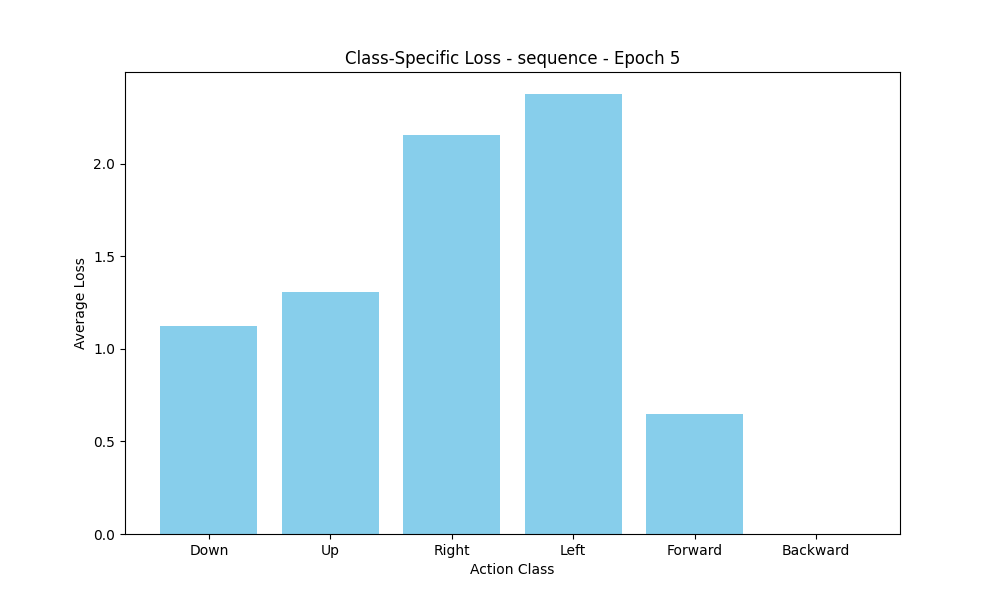 Class-Specific Loss - sequence - Epoch 5
Average Loss
2.0
1.5
1.0
0.5
0.0
Down Up Right Left Forward Backward
Action Class